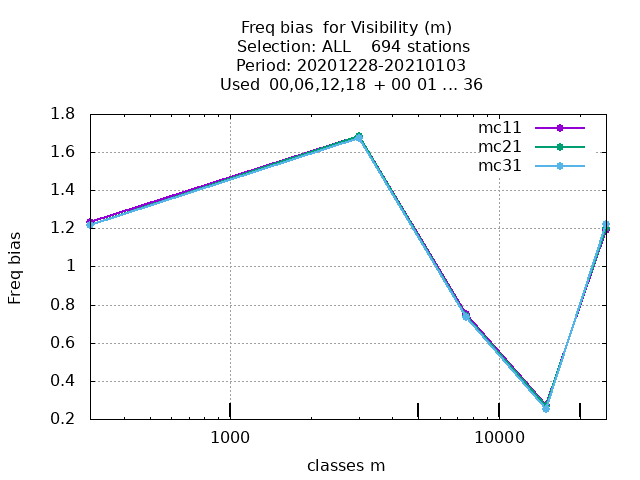 Freq bias  for Visibility (m)
Selection: ALL    694 stations
Period: 20201228-20210103
Used  00,06,12,18  + 00 01 ... 36
mc11
mc21
mc31
1.8
1.6
1.4
1.2
1
0.8
0.6
0.4
0.2
Freq bias
1000
10000
classes m